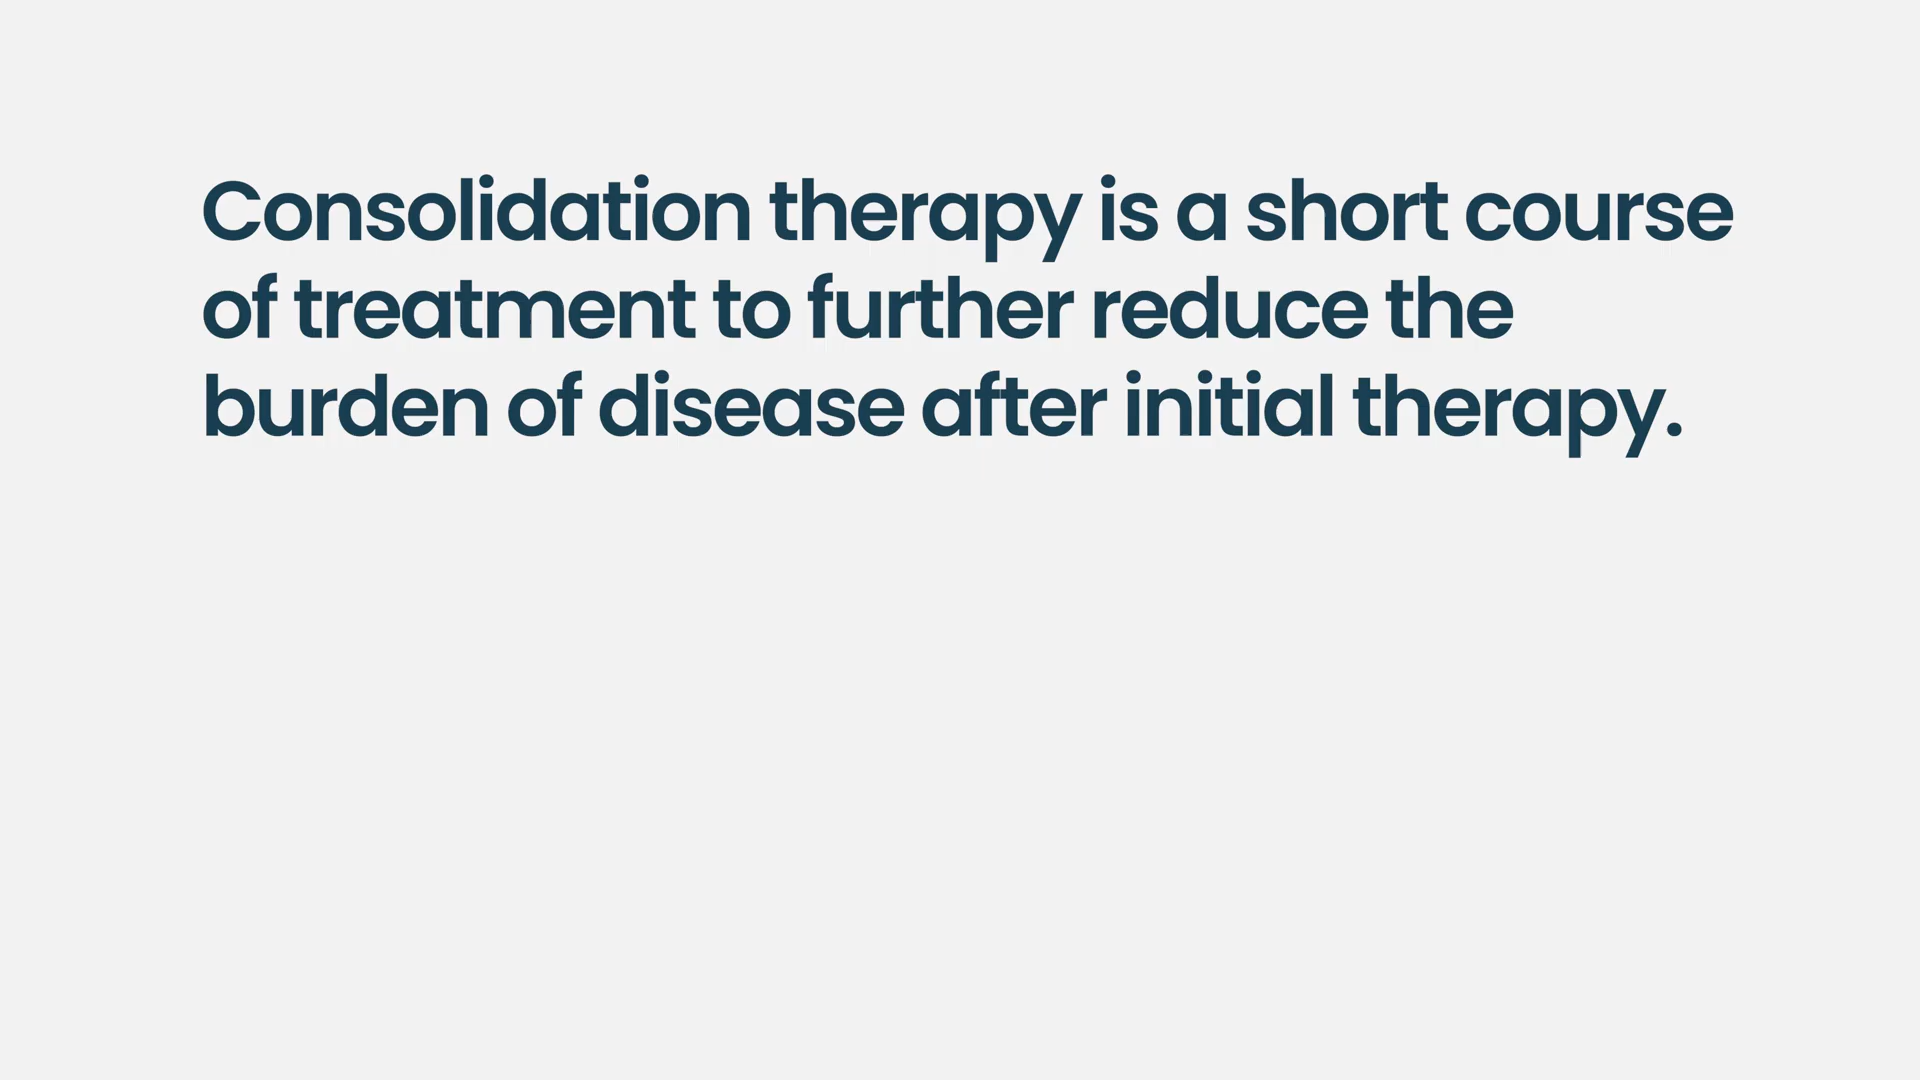 Consolidation therapy is a short course
of treatment to further reduce the
burden of disease after initial therapy.